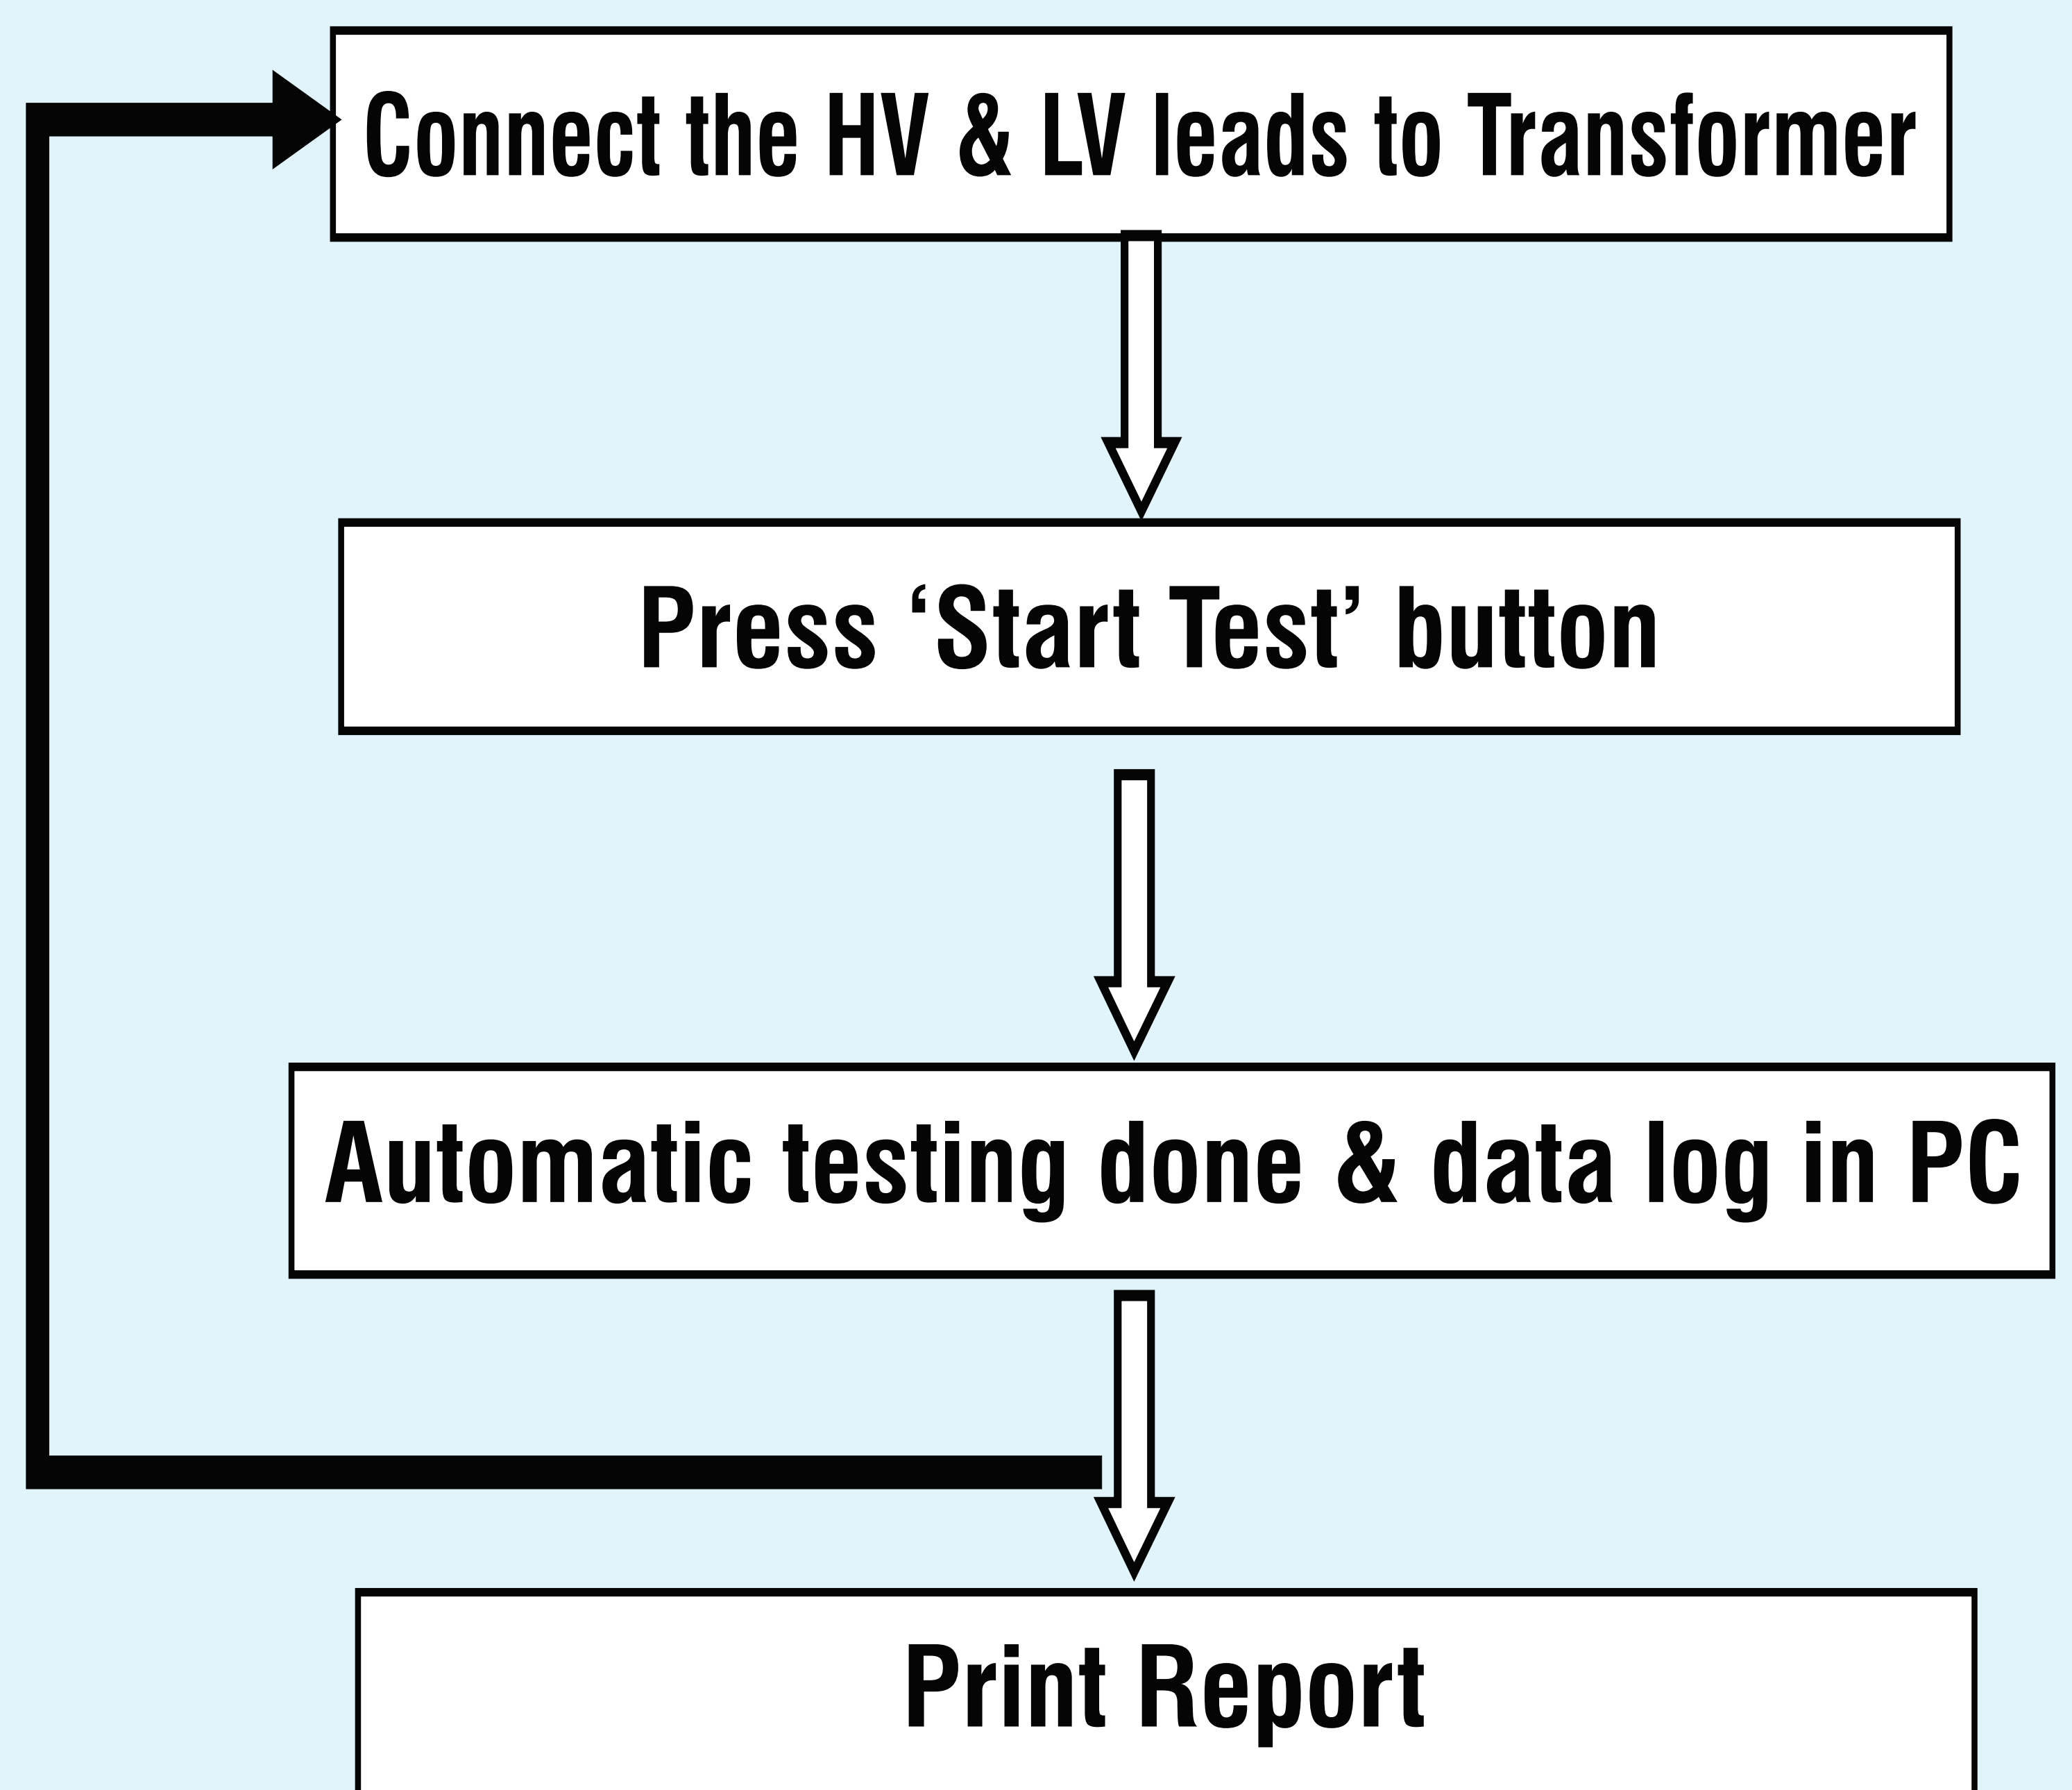 Connect the HV & LV leads to Transformer
Press ‘Start Test’ button
Automatic testing done & data log in PC
Print Report